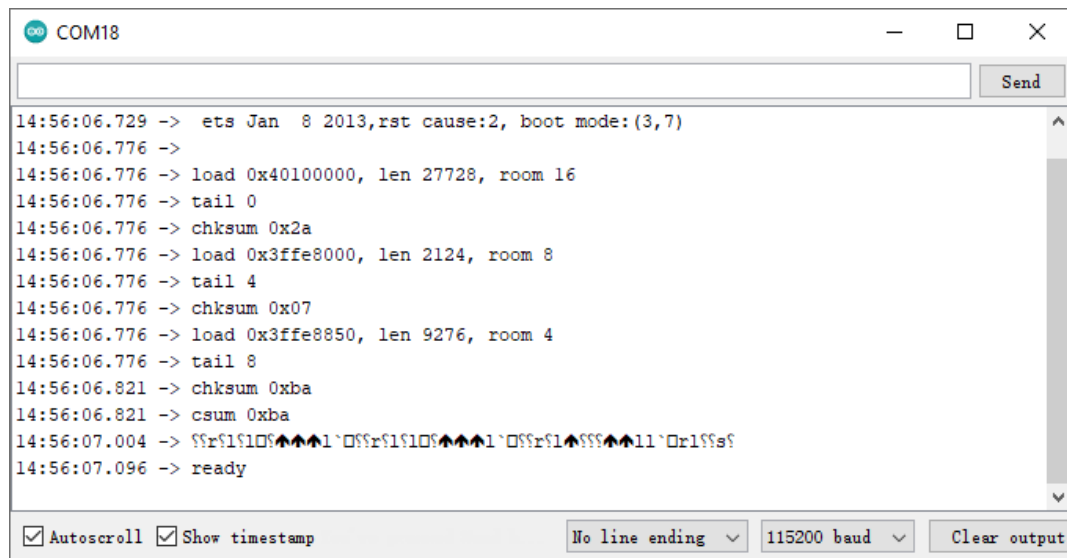 COM18
Send
14:56:06.729 ->  ets Jan  8 2013,rst cause:2, boot mode:(3,7)
14:56:06.776 ->
14:56:06.776 -> load 0x40100000, len 27728, room 16
14:56:06.776 -> tail 0
14:56:06.776 -> chksum 0x2a
14:56:06.776 -> load 0x3ffe8000, len 2124, room 8
14:56:06.776 -> tail 4
14:56:06.776 -> chksum 0x07
14:56:06.776 -> load 0x3ffe8850, len 9276, room 4
14:56:06.776 -> tail 8
14:56:06.821 -> chksum 0xba
14:56:06.821 -> csum 0xba
14:56:07.004 ->
14:56:07.096 -> ready
Autoscroll Show timestamp No line ending 115200 baud Clear output